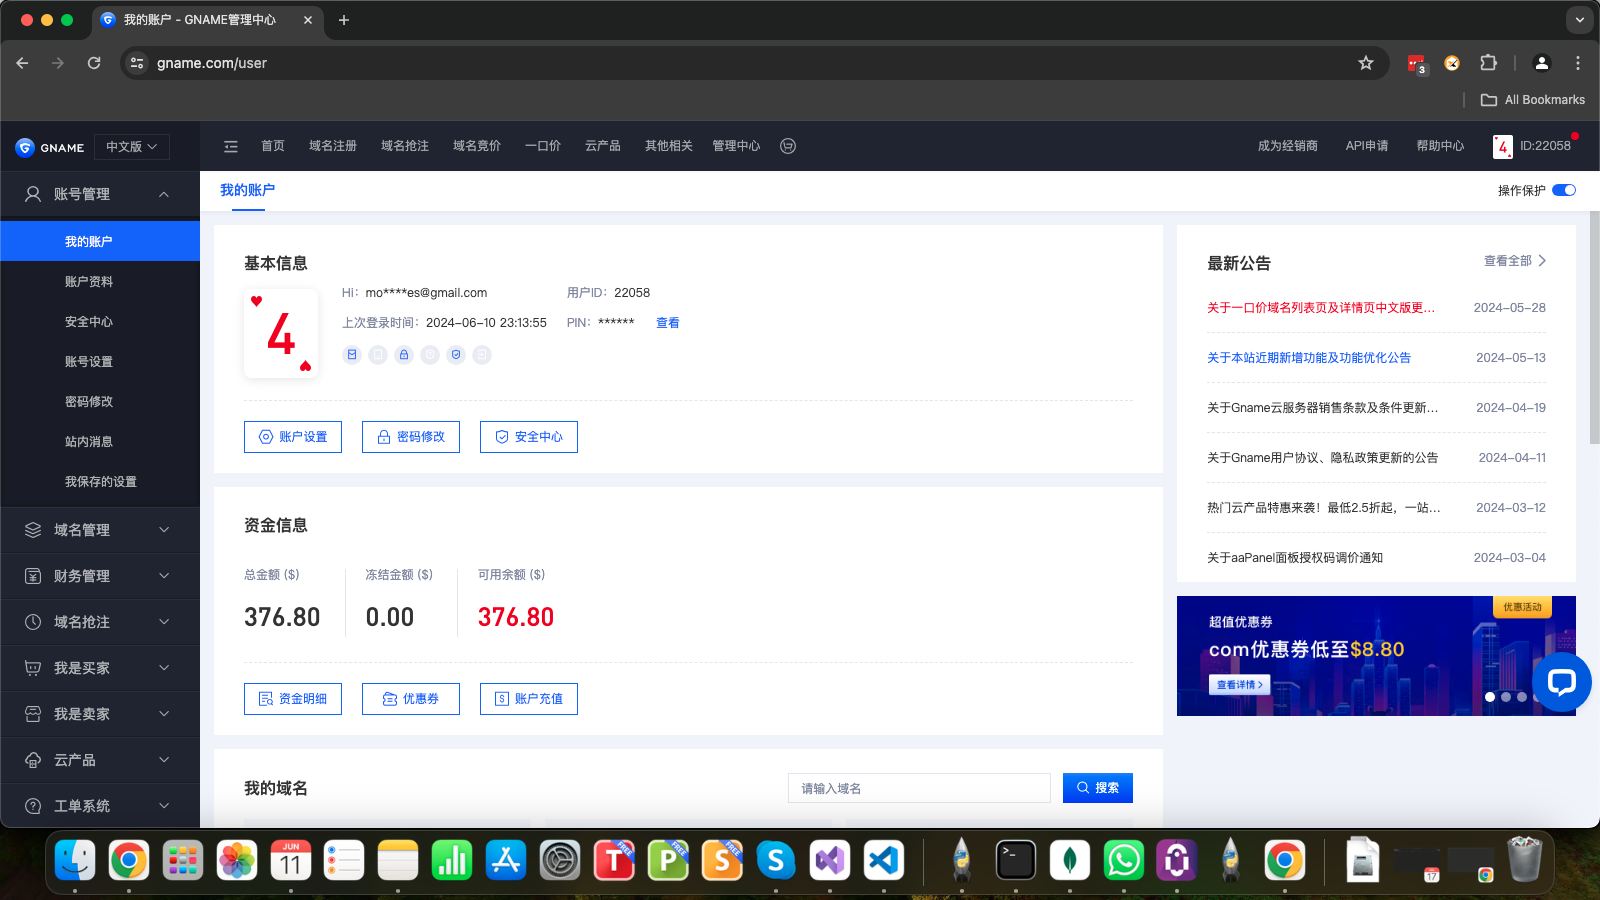 我的账户 - GNAME管理中心
gname.com/user
3
All Bookmarks
GNAME
中文版
首页
域名注册
域名抢注
域名竞价
一口价
云产品
其他相关
管理中心
成为经销商
API申请
帮助中心
4
ID:22058
账号管理
我的账户
账户资料
安全中心
账号设置
密码修改
站内消息
我保存的设置
域名管理
财务管理
域名抢注
我是买家
我是卖家
云产品
工单系统
我的账户
操作保护
基本信息
4
Hi: mo****es@gmail.com
用户ID: 22058
上次登录时间: 2024-06-10 23:13:55
PIN: ******
查看
账户设置
密码修改
安全中心
资金信息
总金额 ($)
冻结金额 ($)
可用余额 ($)
376.80
0.00
376.80
资金明细
优惠券
账户充值
我的域名
请输入域名
搜索
最新公告
查看全部
关于一口价域名列表页及详情页中文版更...
2024-05-28
关于本站近期新增功能及功能优化公告
2024-05-13
关于Gname云服务器销售条款及条件更新...
2024-04-19
关于Gname用户协议、隐私政策更新的公告
2024-04-11
热门云产品特惠来袭！最低2.5折起，一站...
2024-03-12
关于aaPanel面板授权码调价通知
2024-03-04
优惠活动
超值优惠券
com优惠券低至$8.80
查看详情
JUN
11
T
FREE
P
FREE
S
FREE
S
17